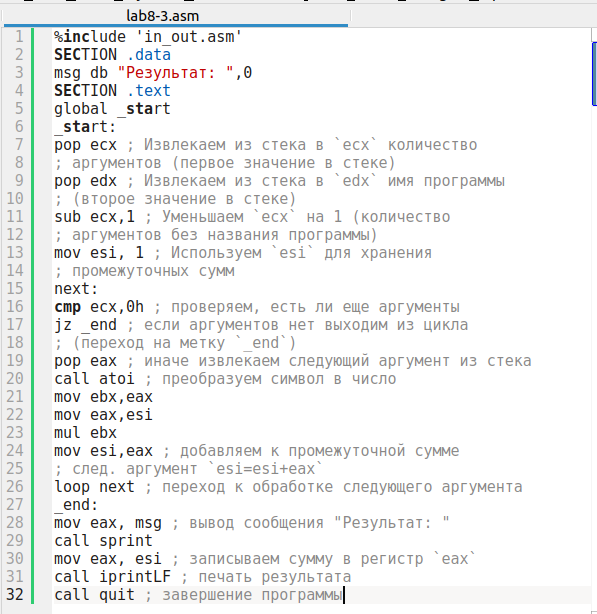 lab8-3.asm
1 %include 'in_out.asm'
2 SECTION .data
3 msg db "Результат: ",0
4 SECTION .text
5 global _start
6 _start:
7 pop ecx ; Извлекаем из стека в `ecx` количество
8 ; аргументов (первое значение в стеке)
9 pop edx ; Извлекаем из стека в `edx` имя программы
10 ; (второе значение в стеке)
11 sub ecx,1 ; Уменьшаем `ecx` на 1 (количество
12 ; аргументов без названия программы)
13 mov esi, 1 ; Используем `esi` для хранения
14 ; промежуточных сумм
15 next:
16 cmp ecx,0h ; проверяем, есть ли еще аргументы
17 jz _end ; если аргументов нет выходим из цикла
18 ; (переход на метку `_end`)
19 pop eax ; иначе извлекаем следующий аргумент из стека
20 call atoi ; преобразуем символ в число
21 mov ebx,eax
22 mov eax,esi
23 mul ebx
24 mov esi,eax ; добавляем к промежуточной сумме
25 ; след. аргумент `esi=esi+eax`
26 loop next ; переход к обработке следующего аргумента
27 _end:
28 mov eax, msg ; вывод сообщения "Результат: "
29 call sprint
30 mov eax, esi ; записываем сумму в регистр `eax`
31 call iprintLF ; печать результата
32 call quit ; завершение программы